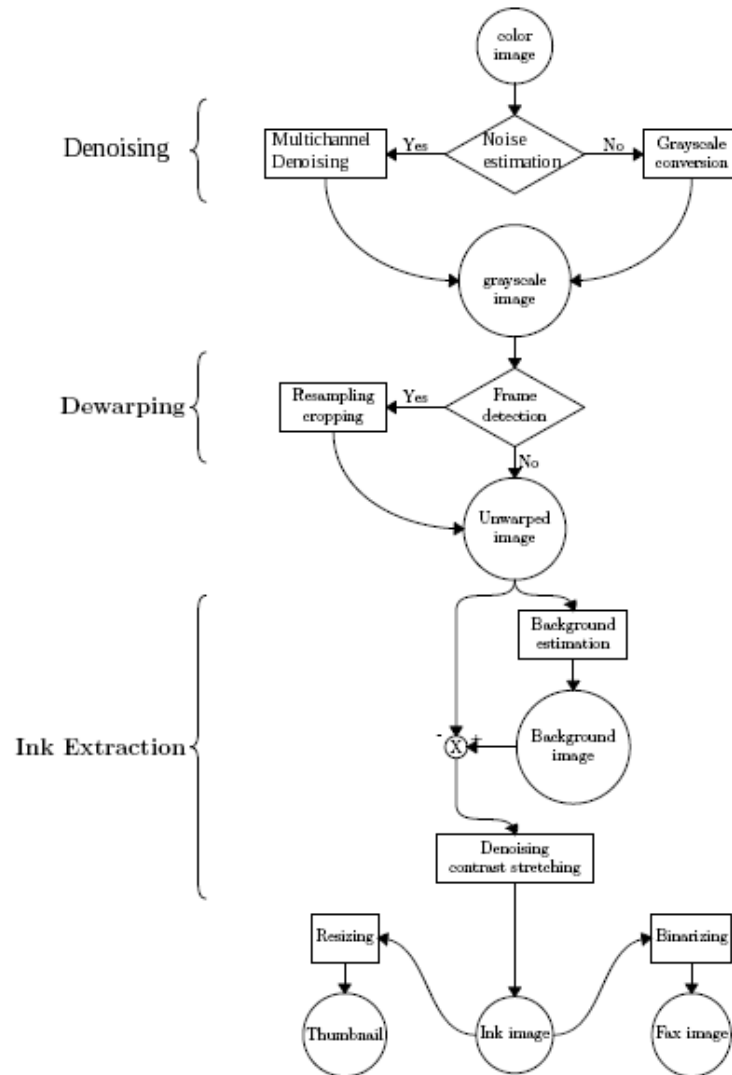 color
image
Denoising
Multichannel
Denoising
Yes
Noise
estimation
No
Grayscale
conversion
grayscale
image
Dewarping
Resampling
cropping
Yes
Frame
detection
No
Unwarped
image
Background
estimation
Ink Extraction
-
X
+
Background
image
Denoising
contrast stretching
Resizing
Binarizing
Thumbnail
Ink image
Fax image